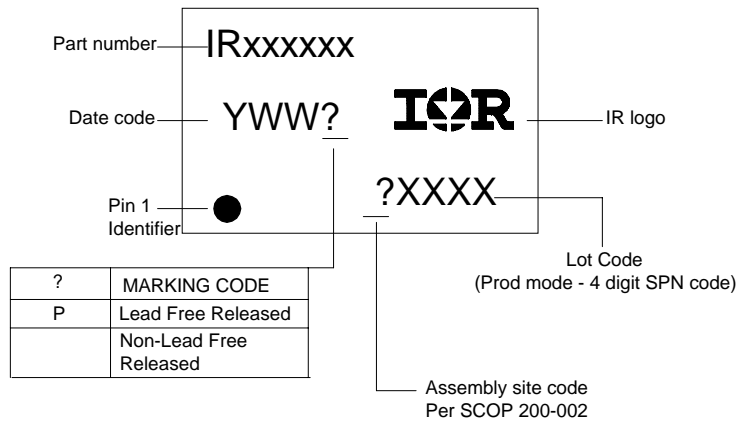 Part number
IRxxxxxx
Date code
YWW?
IOR
IR logo
?XXXX
Pin 1
Identifier
Lot Code
(Prod mode - 4 digit SPN code)
? MARKING CODE
P Lead Free Released
Non-Lead Free
Released
Assembly site code
Per SCOP 200-002